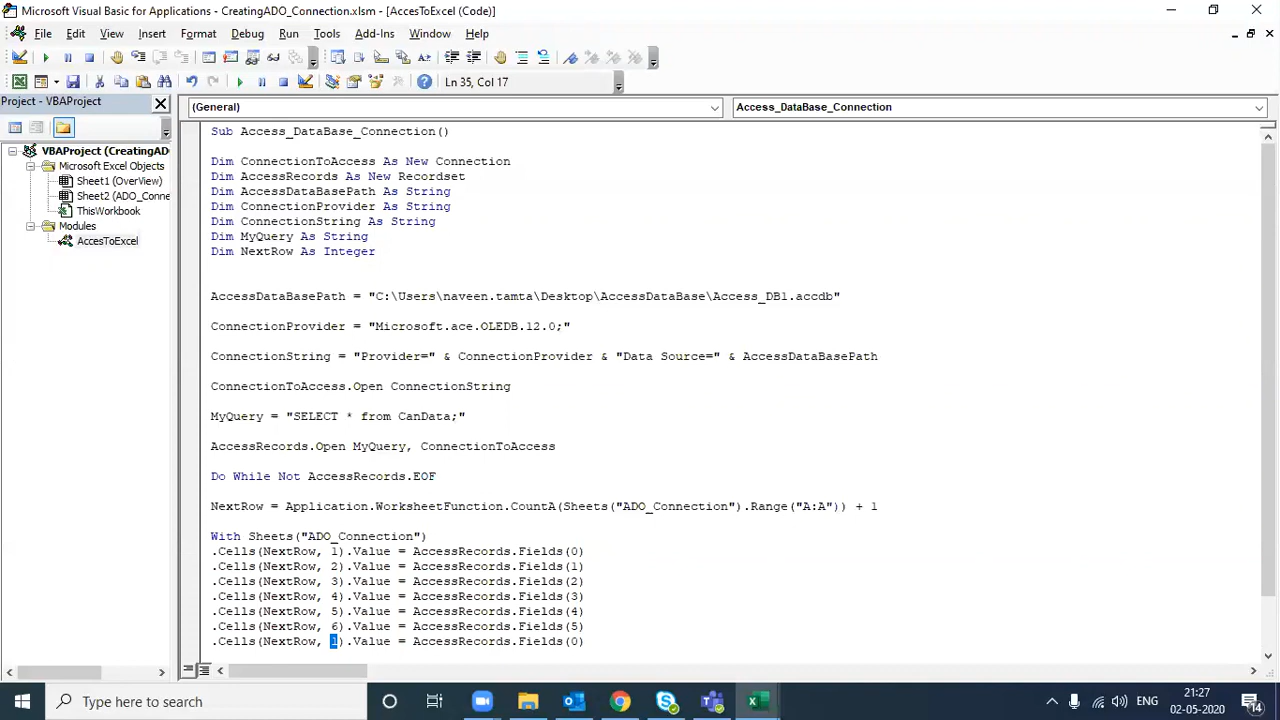 Microsoft Visual Basic for Applications - CreatingADO_Connection.xlsm - [AccesToExcel (Code)]
File Edit View Insert Format Debug Run Tools Add-Ins Window Help
Ln 35, Col 17
Project - VBAProject
(General)
Access_DataBase_Connection
VBAProject (CreatingAD
Microsoft Excel Objects
Sheet1 (OverView)
Sheet2 (ADO_Conne
ThisWorkbook
Modules
AccesToExcel
Sub Access_DataBase_Connection()
Dim ConnectionToAccess As New Connection
Dim AccessRecords As New Recordset
Dim AccessDataBasePath As String
Dim ConnectionProvider As String
Dim ConnectionString As String
Dim MyQuery As String
Dim NextRow As Integer
AccessDataBasePath = "C:\Users\naveen.tamta\Desktop\AccessDataBase\Access_DB1.accdb"
ConnectionProvider = "Microsoft.ace.OLEDB.12.0;"
ConnectionString = "Provider=" & ConnectionProvider & "Data Source=" & AccessDataBasePath
ConnectionToAccess.Open ConnectionString
MyQuery = "SELECT * from CanData;"
AccessRecords.Open MyQuery, ConnectionToAccess
Do While Not AccessRecords.EOF
NextRow = Application.WorksheetFunction.CountA(Sheets("ADO_Connection").Range("A:A")) + 1
With Sheets("ADO_Connection")
.Cells(NextRow, 1).Value = AccessRecords.Fields(0)
.Cells(NextRow, 2).Value = AccessRecords.Fields(1)
.Cells(NextRow, 3).Value = AccessRecords.Fields(2)
.Cells(NextRow, 4).Value = AccessRecords.Fields(3)
.Cells(NextRow, 5).Value = AccessRecords.Fields(4)
.Cells(NextRow, 6).Value = AccessRecords.Fields(5)
.Cells(NextRow, 1).Value = AccessRecords.Fields(0)
Type here to search
ENG
21:27
02-05-2020
14